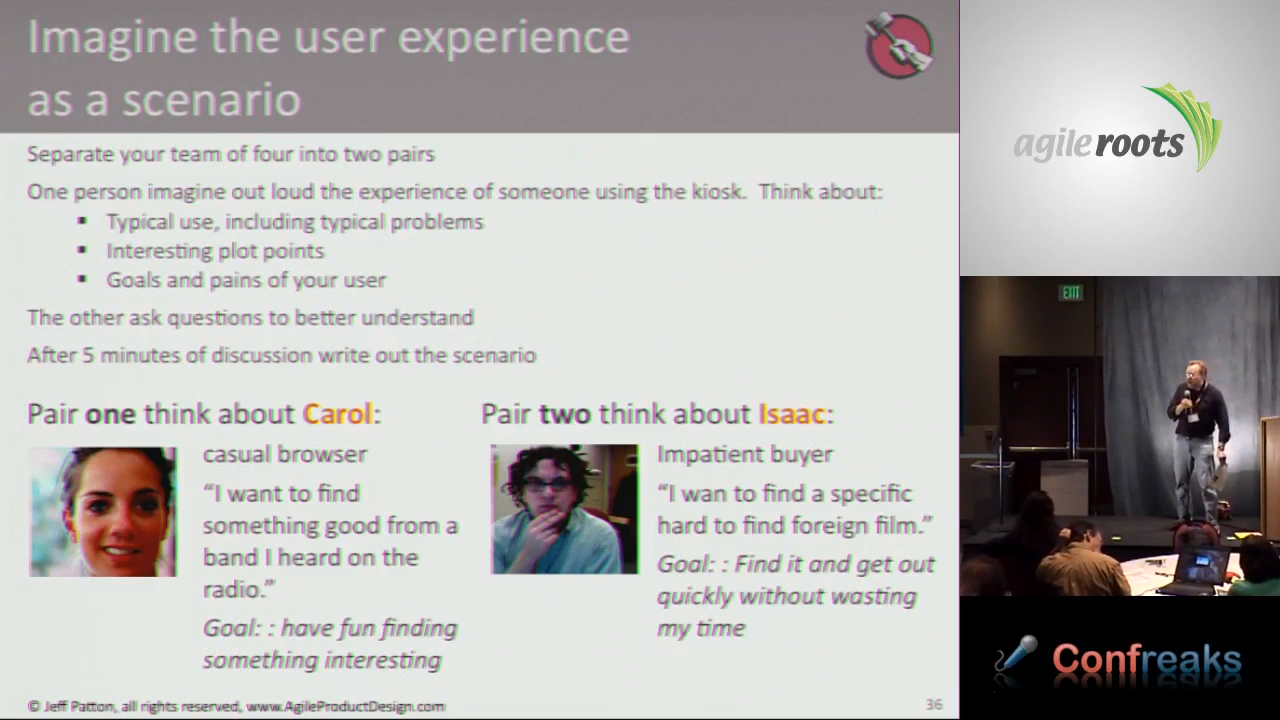 Imagine the user experience
as a scenario
Separate your team of four into two pairs
One person imagine out loud the experience of someone using the kiosk. Think about:
▪ Typical use, including typical problems
▪ Interesting plot points
▪ Goals and pains of your user
The other ask questions to better understand
After 5 minutes of discussion write out the scenario
Pair one think about Carol:
casual browser
“I want to find
something good from a
band I heard on the
radio.”
Goal: : have fun finding
something interesting
Pair two think about Isaac:
Impatient buyer
“I wan to find a specific
hard to find foreign film.”
Goal: : Find it and get out
quickly without wasting
my time
© Jeff Patton, all rights reserved, www.AgileProductDesign.com
36
agile roots
EXIT
Confreaks